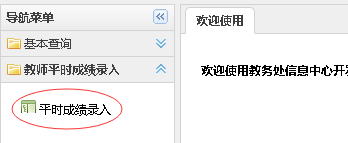 导航菜单
基本查询
教师平时成绩录入
平时成绩录入
欢迎使用
欢迎使用教务处信息中心开